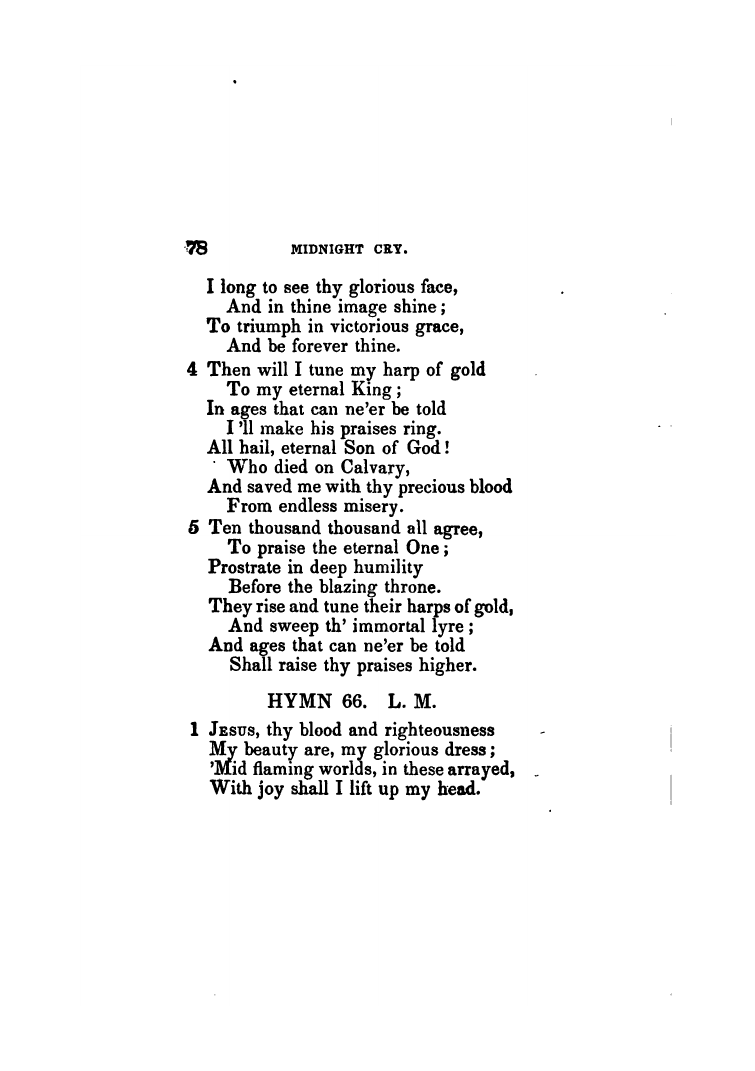 78 MIDNIGHT CRY.
I long to see thy glorious face,
And in thine image shine ;
To triumph in victorious grace,
And be forever thine.
4 Then will I tune my harp of gold
To my eternal King ;
In ages that can ne'er be told
I 'll make his praises ring.
All hail, eternal Son of God !
Who died on Calvary,
And saved me with thy precious blood
From endless misery.
5 Ten thousand thousand all agree,
To praise the eternal One ;
Prostrate in deep humility
Before the blazing throne.
They rise and tune their harps of gold,
And sweep th' immortal lyre ;
And ages that can ne'er be told
Shall raise thy praises higher.
HYMN 66. L. M.
1 JESUS, thy blood and righteousness
My beauty are, my glorious dress ;
'Mid flaming worlds, in these arrayed,
With joy shall I lift up my head.